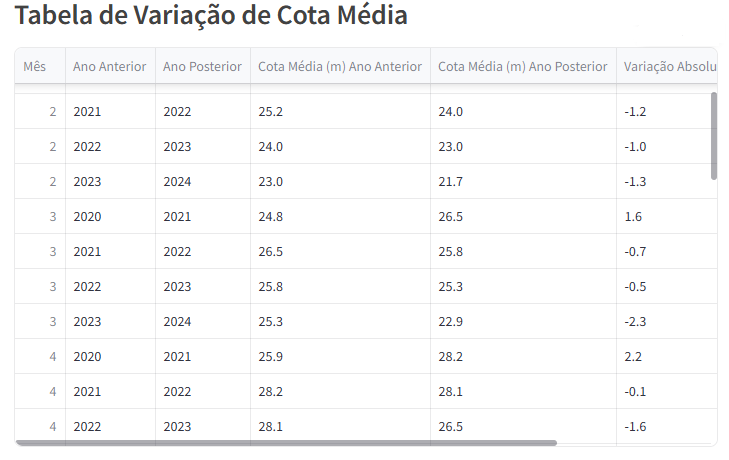 Tabela de Variação de Cota Média
Mês Ano Anterior Ano Posterior Cota Média (m) Ano Anterior Cota Média (m) Ano Posterior Variação Absolu
2 2021 2022 25.2 24.0 -1.2
2 2022 2023 24.0 23.0 -1.0
2 2023 2024 23.0 21.7 -1.3
3 2020 2021 24.8 26.5 1.6
3 2021 2022 26.5 25.8 -0.7
3 2022 2023 25.8 25.3 -0.5
3 2023 2024 25.3 22.9 -2.3
4 2020 2021 25.9 28.2 2.2
4 2021 2022 28.2 28.1 -0.1
4 2022 2023 28.1 26.5 -1.6